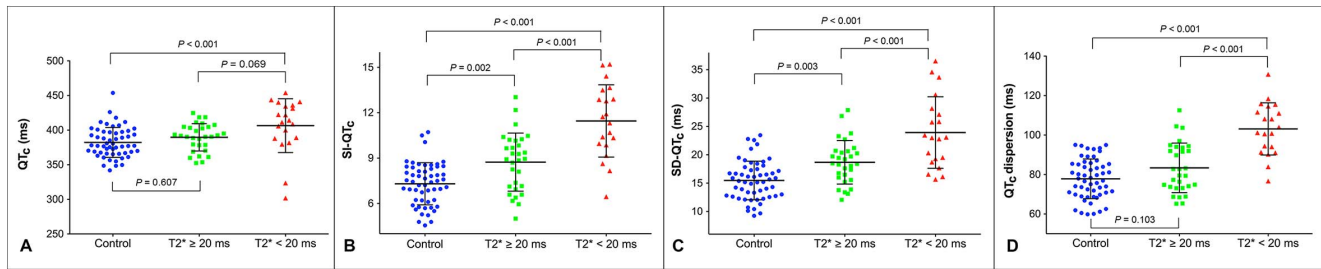 P < 0.001
P = 0.069
P = 0.607
QTC (ms)
500
450
400
350
300
250
Control
T2* ≥ 20 ms
T2* < 20 ms
A
P < 0.001
P < 0.001
P = 0.002
SI-QTC
15
12
9
6
Control
≥ 20 ms
T2* < 20 ms
B
P < 0.001
P < 0.001
P = 0.003
SD-QTC (ms)
35
30
25
20
15
10
Control
T2* ≥ 20 ms
T2* < 20 ms
C
P < 0.001
P < 0.001
P = 0.103
QTC dispersion (ms)
140
120
100
80
60
Control
T2* ≥ 20 ms
T2* < 20 ms
D